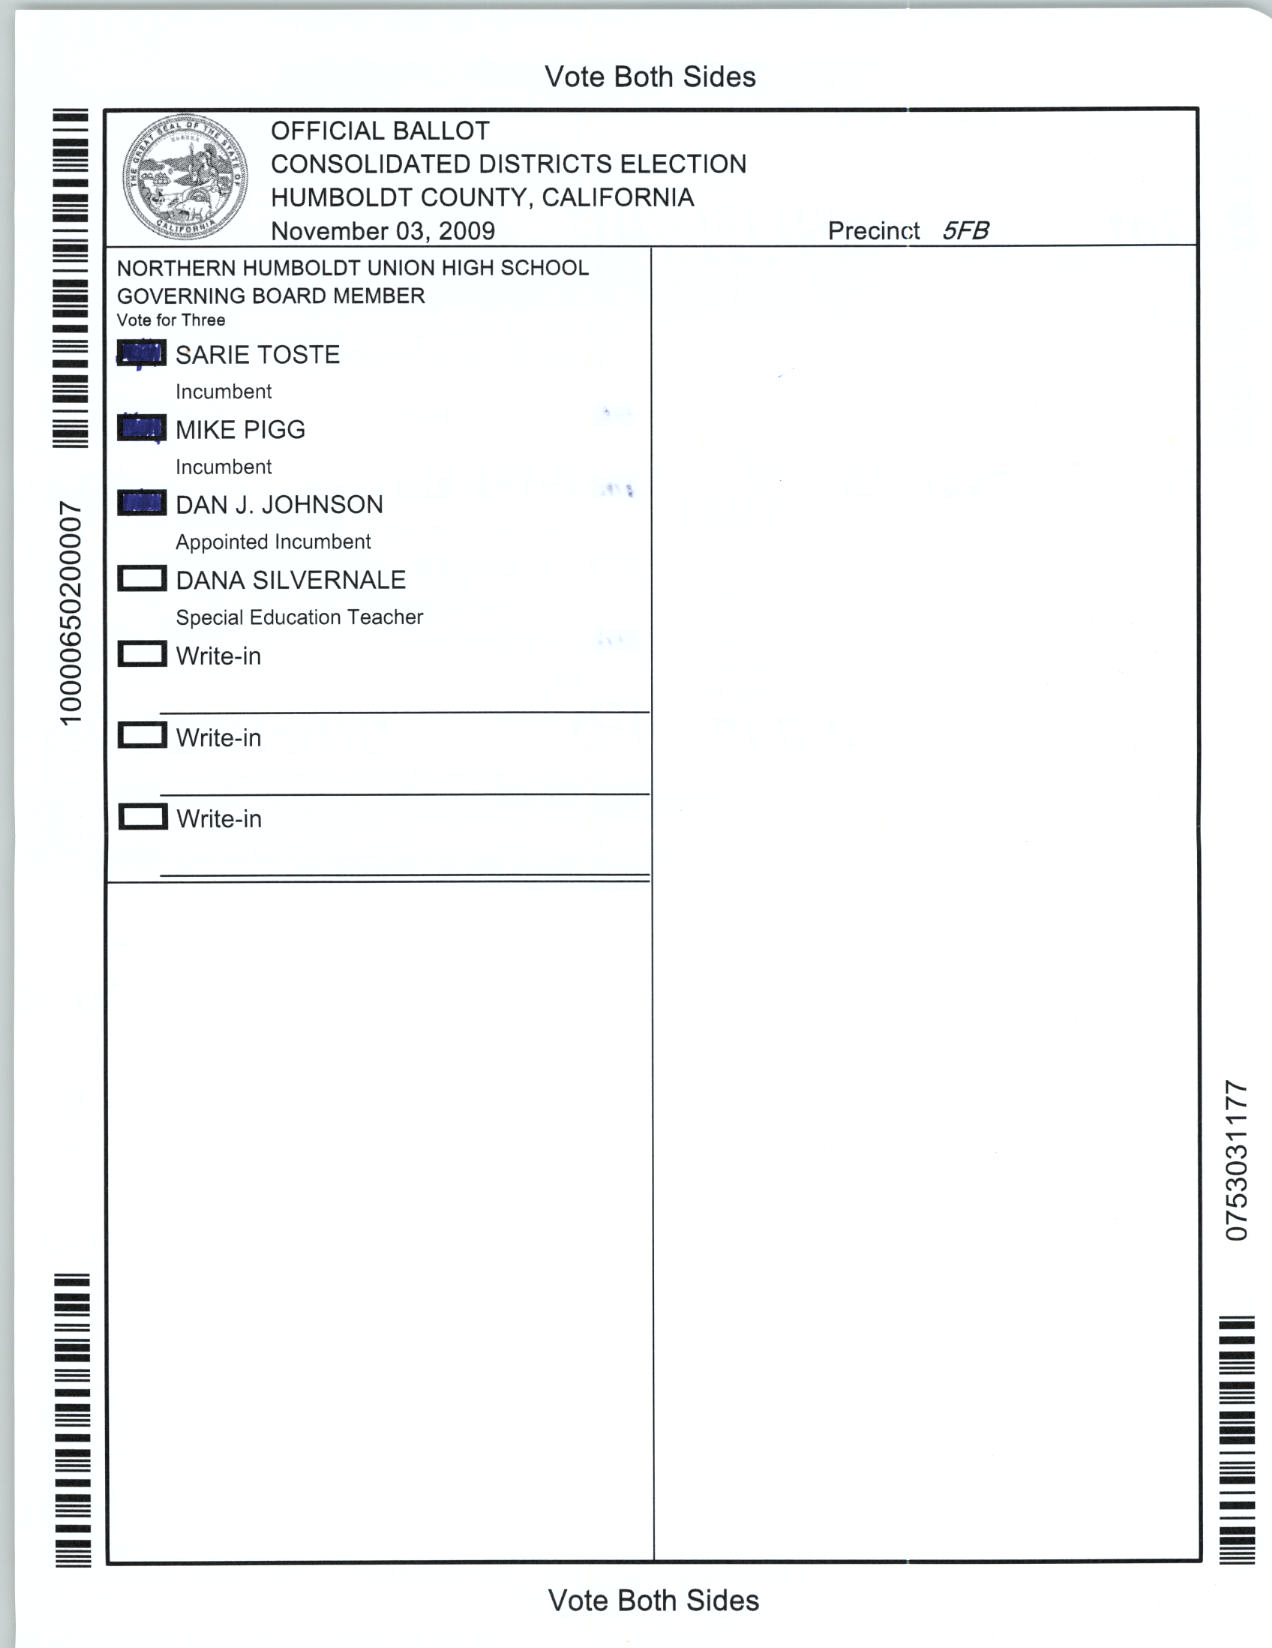 Vote Both Sides
THE GREAT SEAL OF THE STATE OF CALIFORNIA
OFFICIAL BALLOT
CONSOLIDATED DISTRICTS ELECTION
HUMBOLDT COUNTY, CALIFORNIA
November 03, 2009
Precinct 5FB
NORTHERN HUMBOLDT UNION HIGH SCHOOL
GOVERNING BOARD MEMBER
Vote for Three
SARIE TOSTE
Incumbent
MIKE PIGG
Incumbent
DAN J. JOHNSON
Appointed Incumbent
DANA SILVERNALE
Special Education Teacher
Write-in
Write-in
Write-in
10000650200007
0753031177
Vote Both Sides